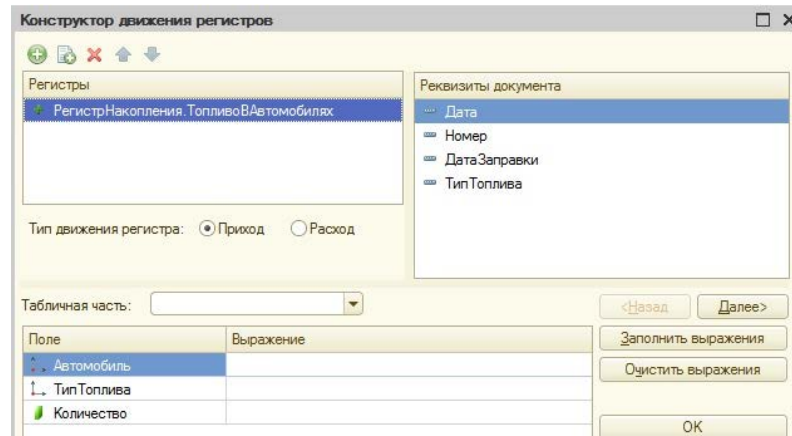 Конструктор движения регистров
Регистры
РегистрНакопления.ТопливоВАвтомобилях
Тип движения регистра: Приход Расход
Реквизиты документа
Дата
Номер
ДатаЗаправки
ТипТоплива
Табличная часть:
<Назад Далее>
Поле Выражение
Автомобиль
ТипТоплива
Количество
Заполнить выражения
Очистить выражения
ОК